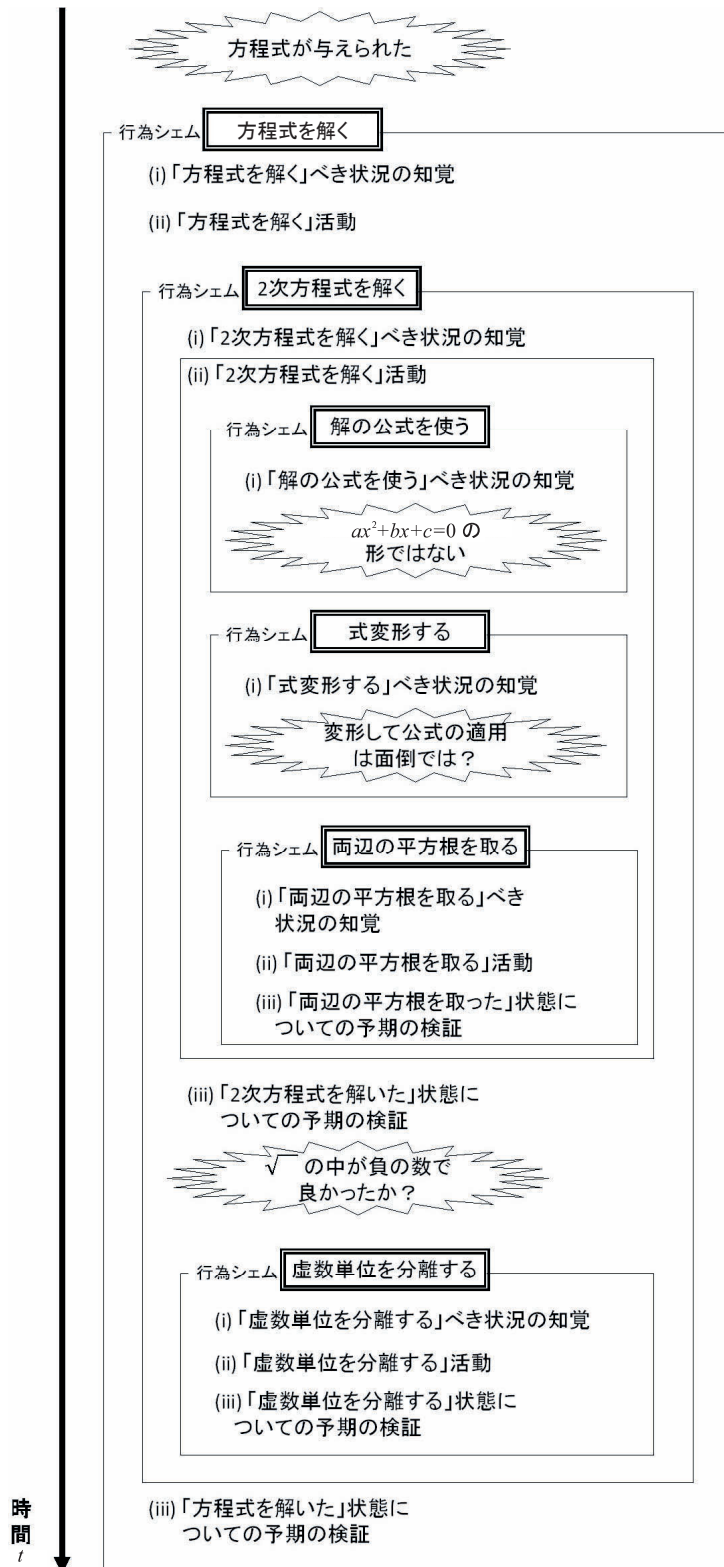 方程式が与えられた
行為シェム 方程式を解く
(i)「方程式を解く」べき状況の知覚
(ii)「方程式を解く」活動
行為シェム 2次方程式を解く
(i)「2次方程式を解く」べき状況の知覚
(ii)「2次方程式を解く」活動
行為シェム 解の公式を使う
(i)「解の公式を使う」べき状況の知覚
ax²+bx+c=0 の
形ではない
行為シェム 式変形する
(i)「式変形する」べき状況の知覚
変形して公式の適用
は面倒では？
行為シェム 両辺の平方根を取る
(i)「両辺の平方根を取る」べき
状況の知覚
(ii)「両辺の平方根を取る」活動
(iii)「両辺の平方根を取った」状態に
ついての予期の検証
(iii)「2次方程式を解いた」状態に
ついての予期の検証
√ の中が負の数で
良かったか？
行為シェム 虚数単位を分離する
(i)「虚数単位を分離する」べき状況の知覚
(ii)「虚数単位を分離する」活動
(iii)「虚数単位を分離する」状態に
ついての予期の検証
(iii)「方程式を解いた」状態に
ついての予期の検証
時
間
t